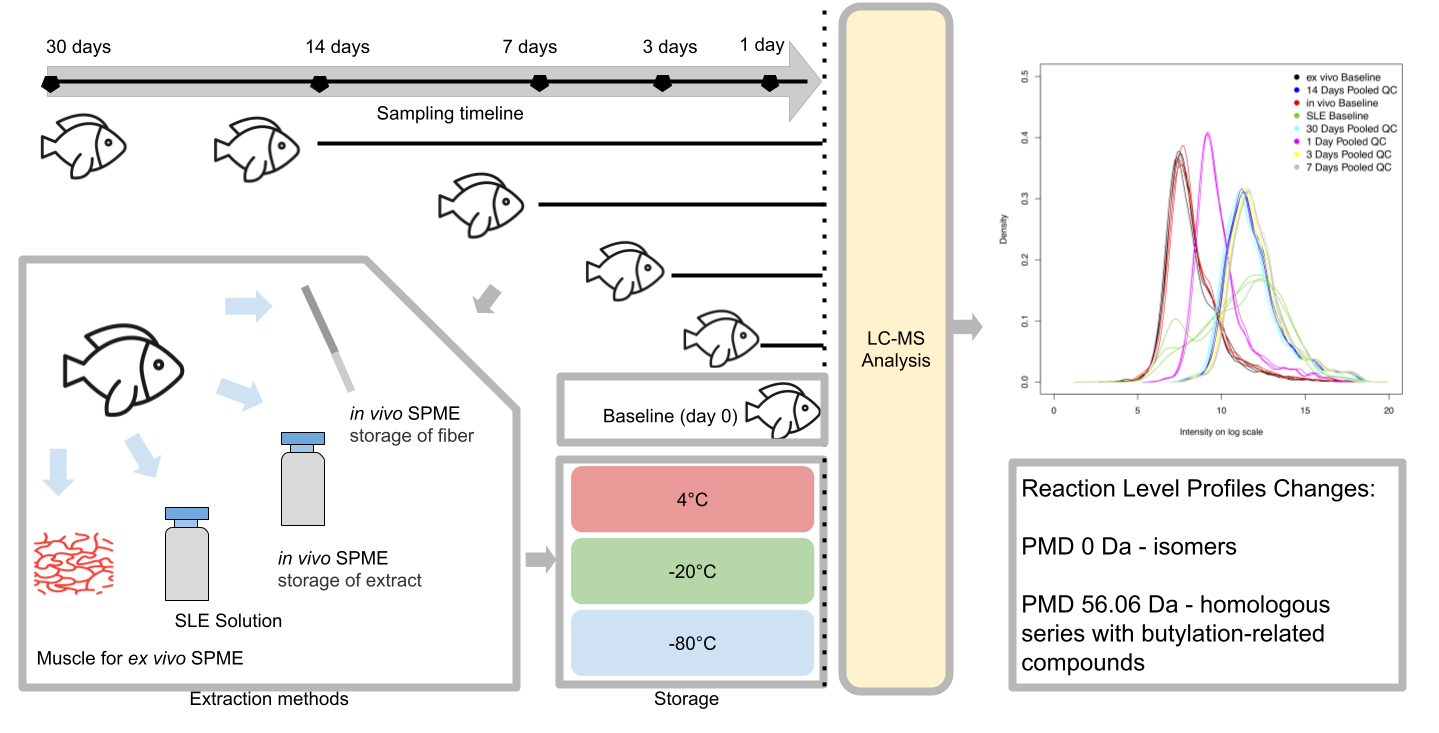 30 days
14 days
7 days
3 days
1 day
Sampling timeline
in vivo SPME
storage of fiber
in vivo SPME
storage of extract
SLE Solution
Muscle for ex vivo SPME
Extraction methods
Baseline (day 0)
4°C
-20°C
-80°C
Storage
LC-MS
Analysis
ex vivo Baseline
14 Days Pooled QC
in vivo Baseline
SLE Baseline
30 Days Pooled QC
1 Day Pooled QC
3 Days Pooled QC
7 Days Pooled QC
Density
0.5
0.4
0.3
0.2
0.1
0.0
0
5
10
15
20
Intensity on log scale
Reaction Level Profiles Changes:
PMD 0 Da - isomers
PMD 56.06 Da - homologous
series with butylation-related
compounds